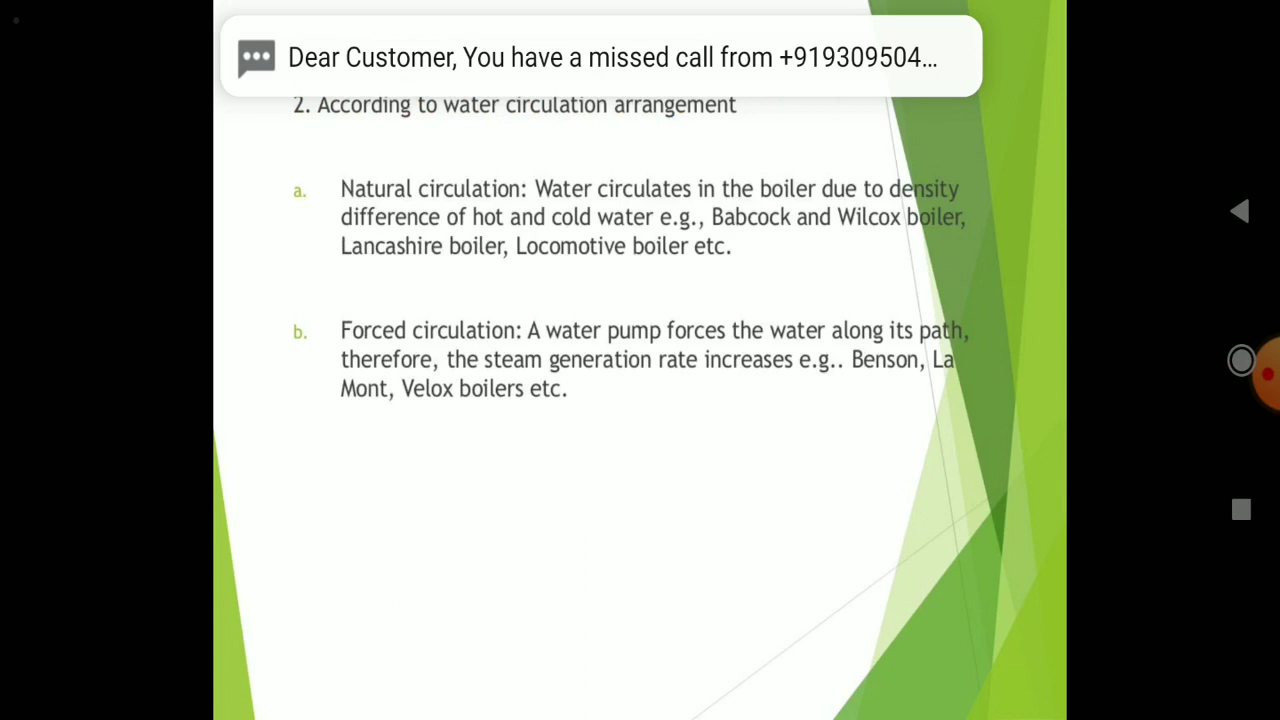 Dear Customer, You have a missed call from +919309504...
2. According to water circulation arrangement
a. Natural circulation: Water circulates in the boiler due to density
difference of hot and cold water e.g., Babcock and Wilcox boiler,
Lancashire boiler, Locomotive boiler etc.
b. Forced circulation: A water pump forces the water along its path,
therefore, the steam generation rate increases e.g.. Benson, La
Mont, Velox boilers etc.